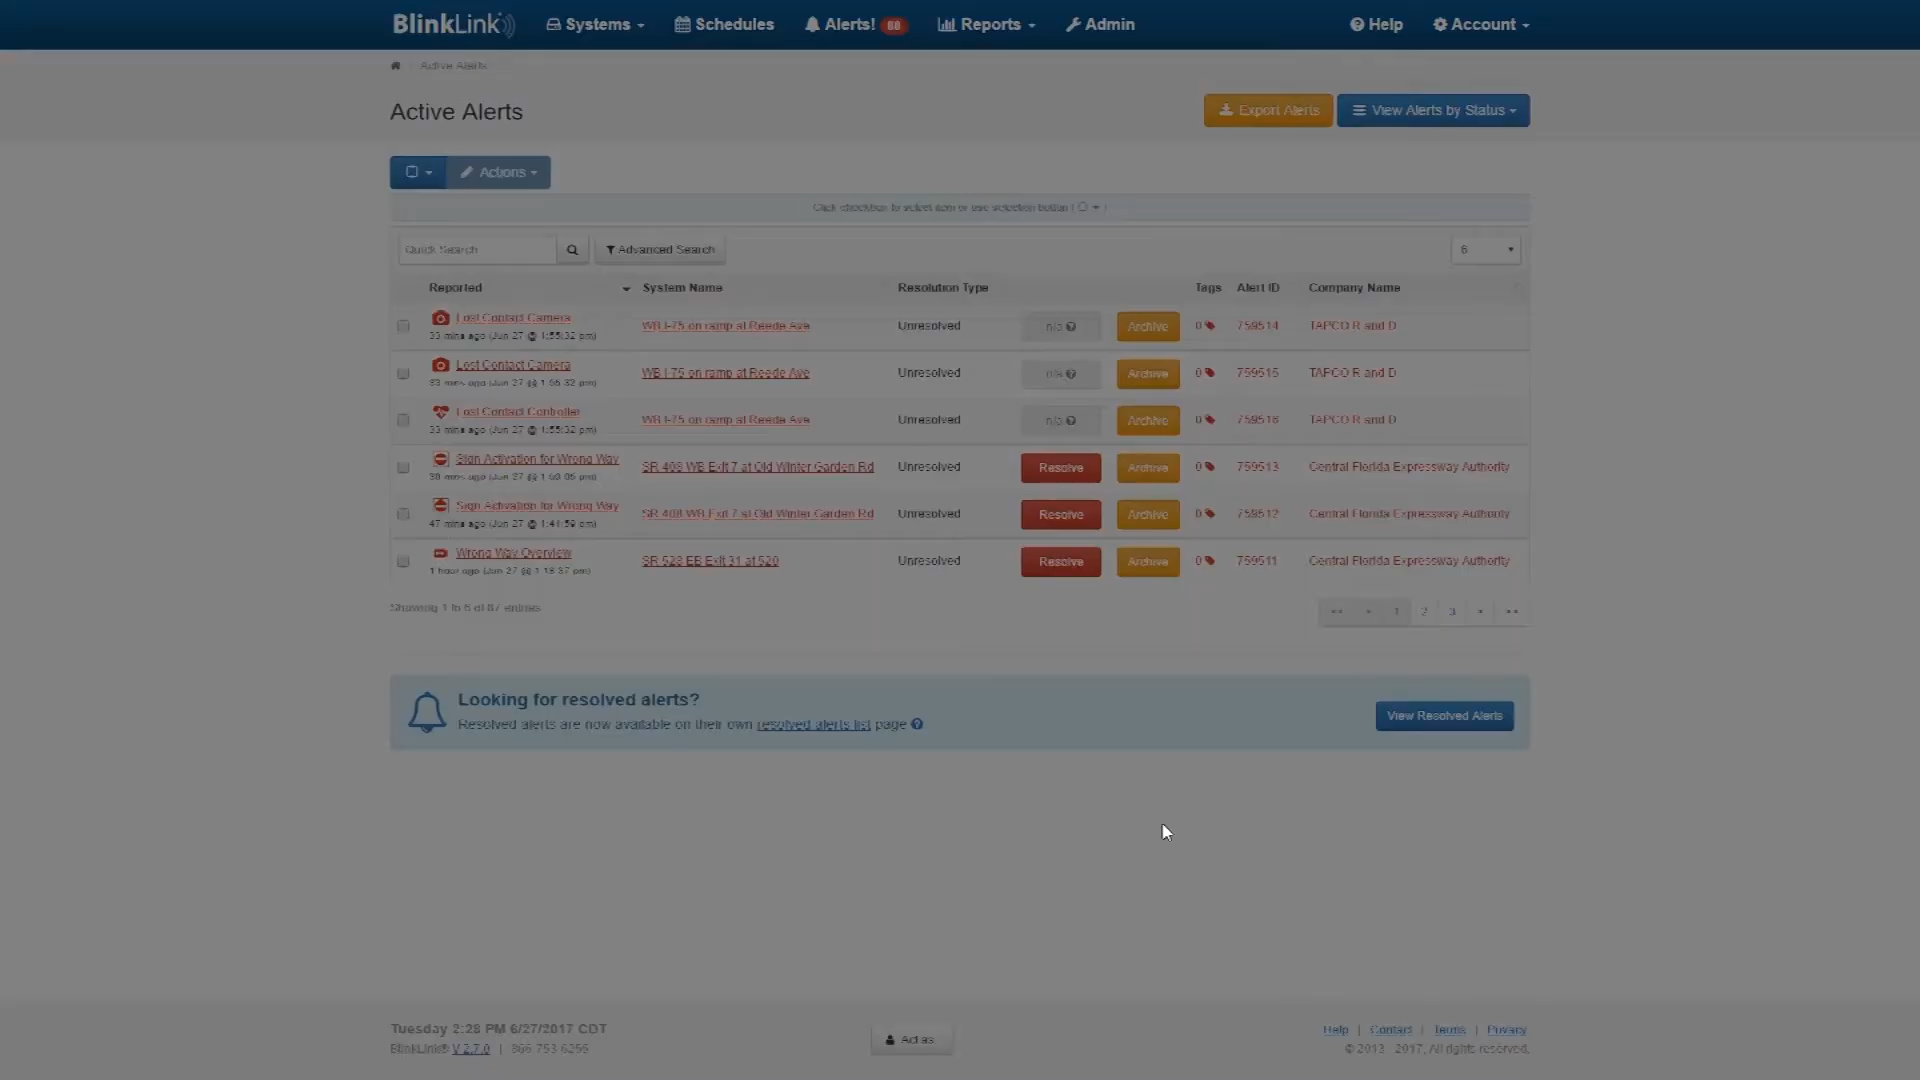 BlinkLink Systems Schedules Alerts! Reports Admin Help Account
Active Alerts
Active Alerts
Export Alerts View Alerts by Status
Actions
Click checkbox to select item or use selection button
Quick Search Advanced Search 6
Reported System Name Resolution Type Tags Alert ID Company Name
Lost Contact Camera WB I-75 on ramp at Reede Ave Unresolved n/a Archive 0 759514 TAPCO R and D
33 mins ago (Jun 27 @ 1:55:32 pm)
Lost Contact Camera WB I-75 on ramp at Reede Ave Unresolved n/a Archive 0 759515 TAPCO R and D
33 mins ago (Jun 27 @ 1:55:32 pm)
Lost Contact Controller WB I-75 on ramp at Reede Ave Unresolved n/a Archive 0 759516 TAPCO R and D
33 mins ago (Jun 27 @ 1:55:32 pm)
Sign Activation for Wrong Way SR 408 WB Exit 7 at Old Winter Garden Rd Unresolved Resolve Archive 0 759513 Central Florida Expressway Authority
mins ago (Jun 27 @ pm)
Sign Activation for Wrong Way SR 408 WB Exit 7 at Old Winter Garden Rd Unresolved Resolve Archive 0 759512 Central Florida Expressway Authority
47 mins ago (Jun 27 @ 1:41:59 pm)
Wrong Way Overview SR 528 EB Exit 31 at 520 Unresolved Resolve Archive 0 759511 Central Florida Expressway Authority
1 hour ago (Jun 27 @ pm)
Showing 1 to 6 of entries
1 2 3
Looking for resolved alerts?
Resolved alerts are now available on their own resolved alerts list page
View Resolved Alerts
Tuesday 2:28 PM 6/27/2017 CDT
BlinkLink® V 2.7.0 | 866-753-6256
Act as
Help | Contact | Terms | Privacy
© 2013 - 2017, All rights reserved.